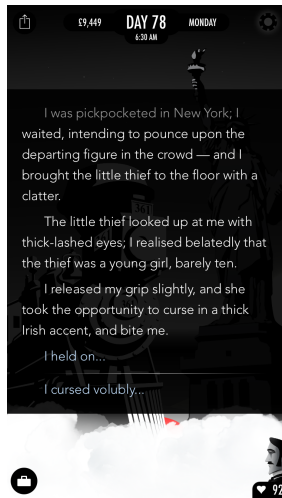 £9,449 DAY 78 MONDAY
6:30 AM
I was pickpocketed in New York; I
waited, intending to pounce upon the
departing figure in the crowd — and I
brought the little thief to the floor with a
clatter.
The little thief looked up at me with
thick-lashed eyes; I realised belatedly that
the thief was a young girl, barely ten.
I released my grip slightly, and she
took the opportunity to curse in a thick
Irish accent, and bite me.
I held on...
I cursed volubly...
92